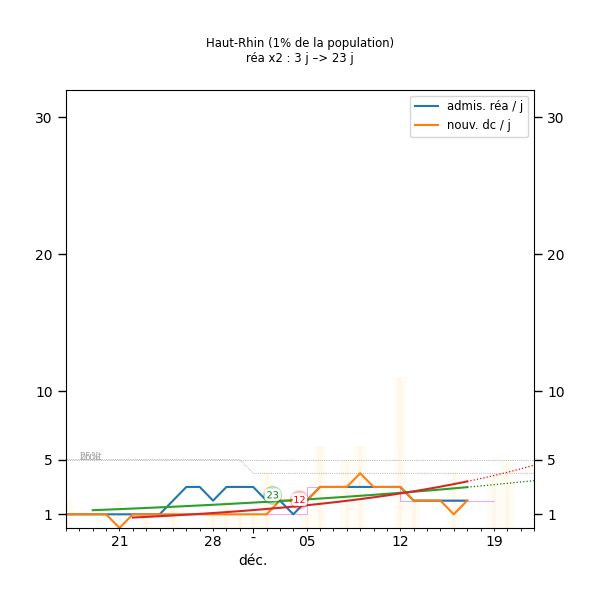 Haut-Rhin (1% de la population)
réa x2 : 3 j –> 23 j
admis. réa / j
nouv. dc / j
30 30
20 20
10 10
5 5
1 1
23
12
21 28 - 05 12 19
déc.